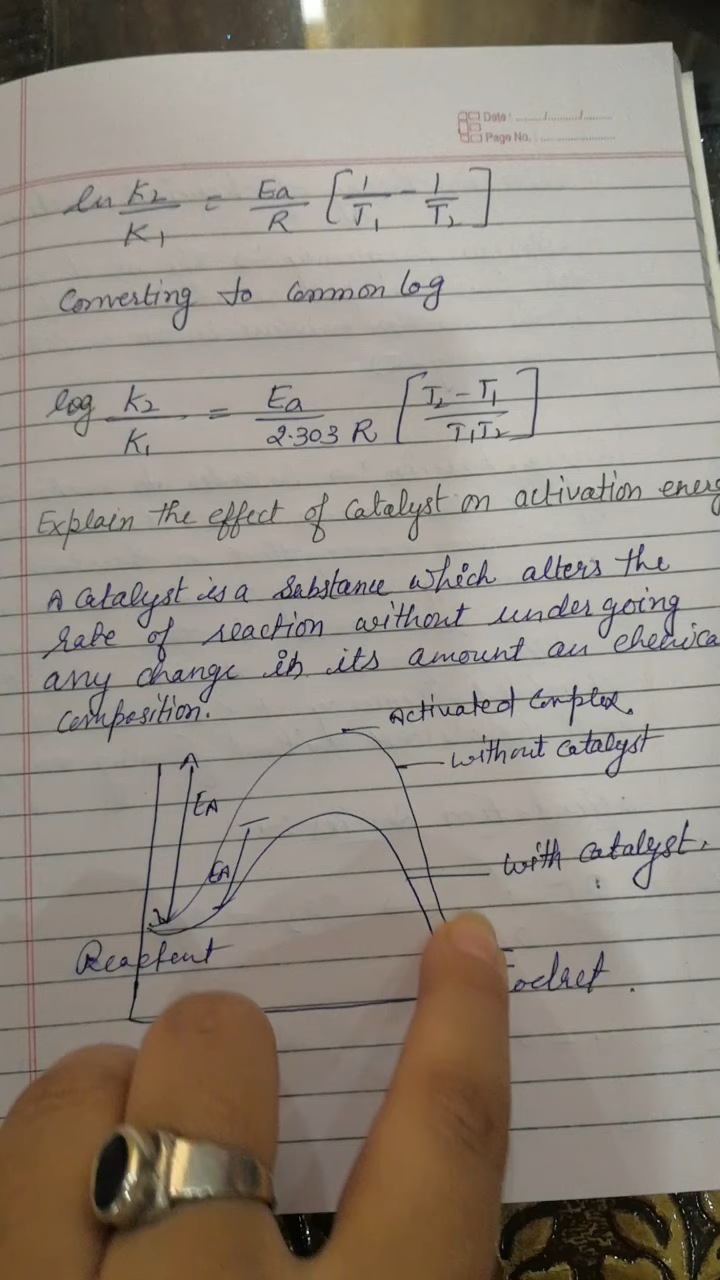 Date : ......./......./.......
Page No. : .......................
ln K2/K1 = Ea/R [1/T1 - 1/T2]
Converting to Common log
log K2/K1 = Ea/2.303 R [T2 - T1/T1T2]
Explain the effect of Catalyst on activation energ
A Catalyst is a Substance which alters the
rate of reaction without under going
any change in its amount an chemica
composition.
Activated Complex.
without catalyst
EA
EA
with catalyst.
Reactent